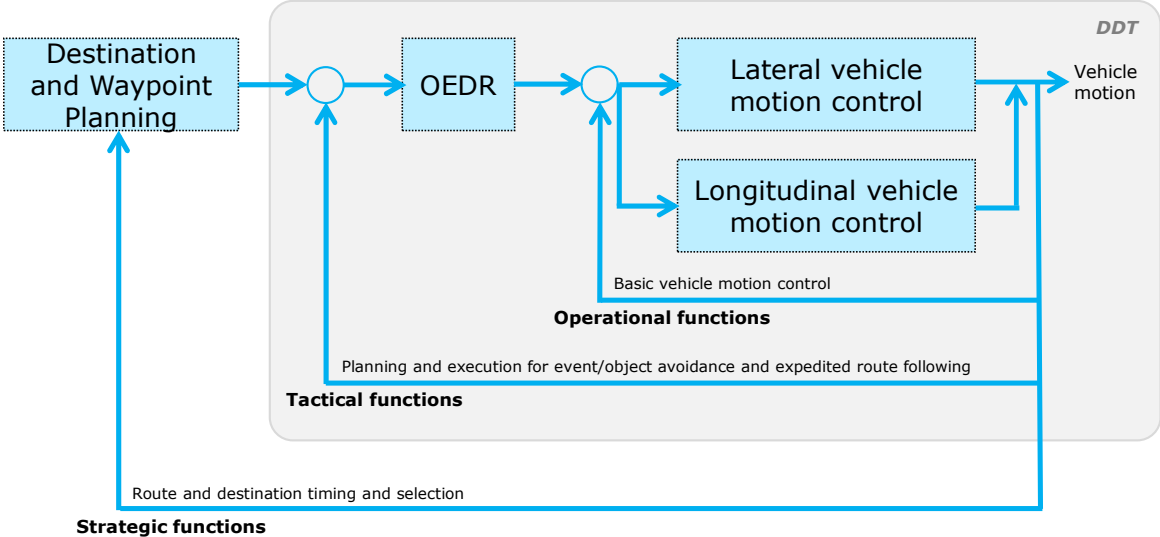 DDT
Destination
and Waypoint
Planning
OEDR
Lateral vehicle
motion control
Vehicle
motion
Longitudinal vehicle
motion control
Basic vehicle motion control
Operational functions
Planning and execution for event/object avoidance and expedited route following
Tactical functions
Route and destination timing and selection
Strategic functions